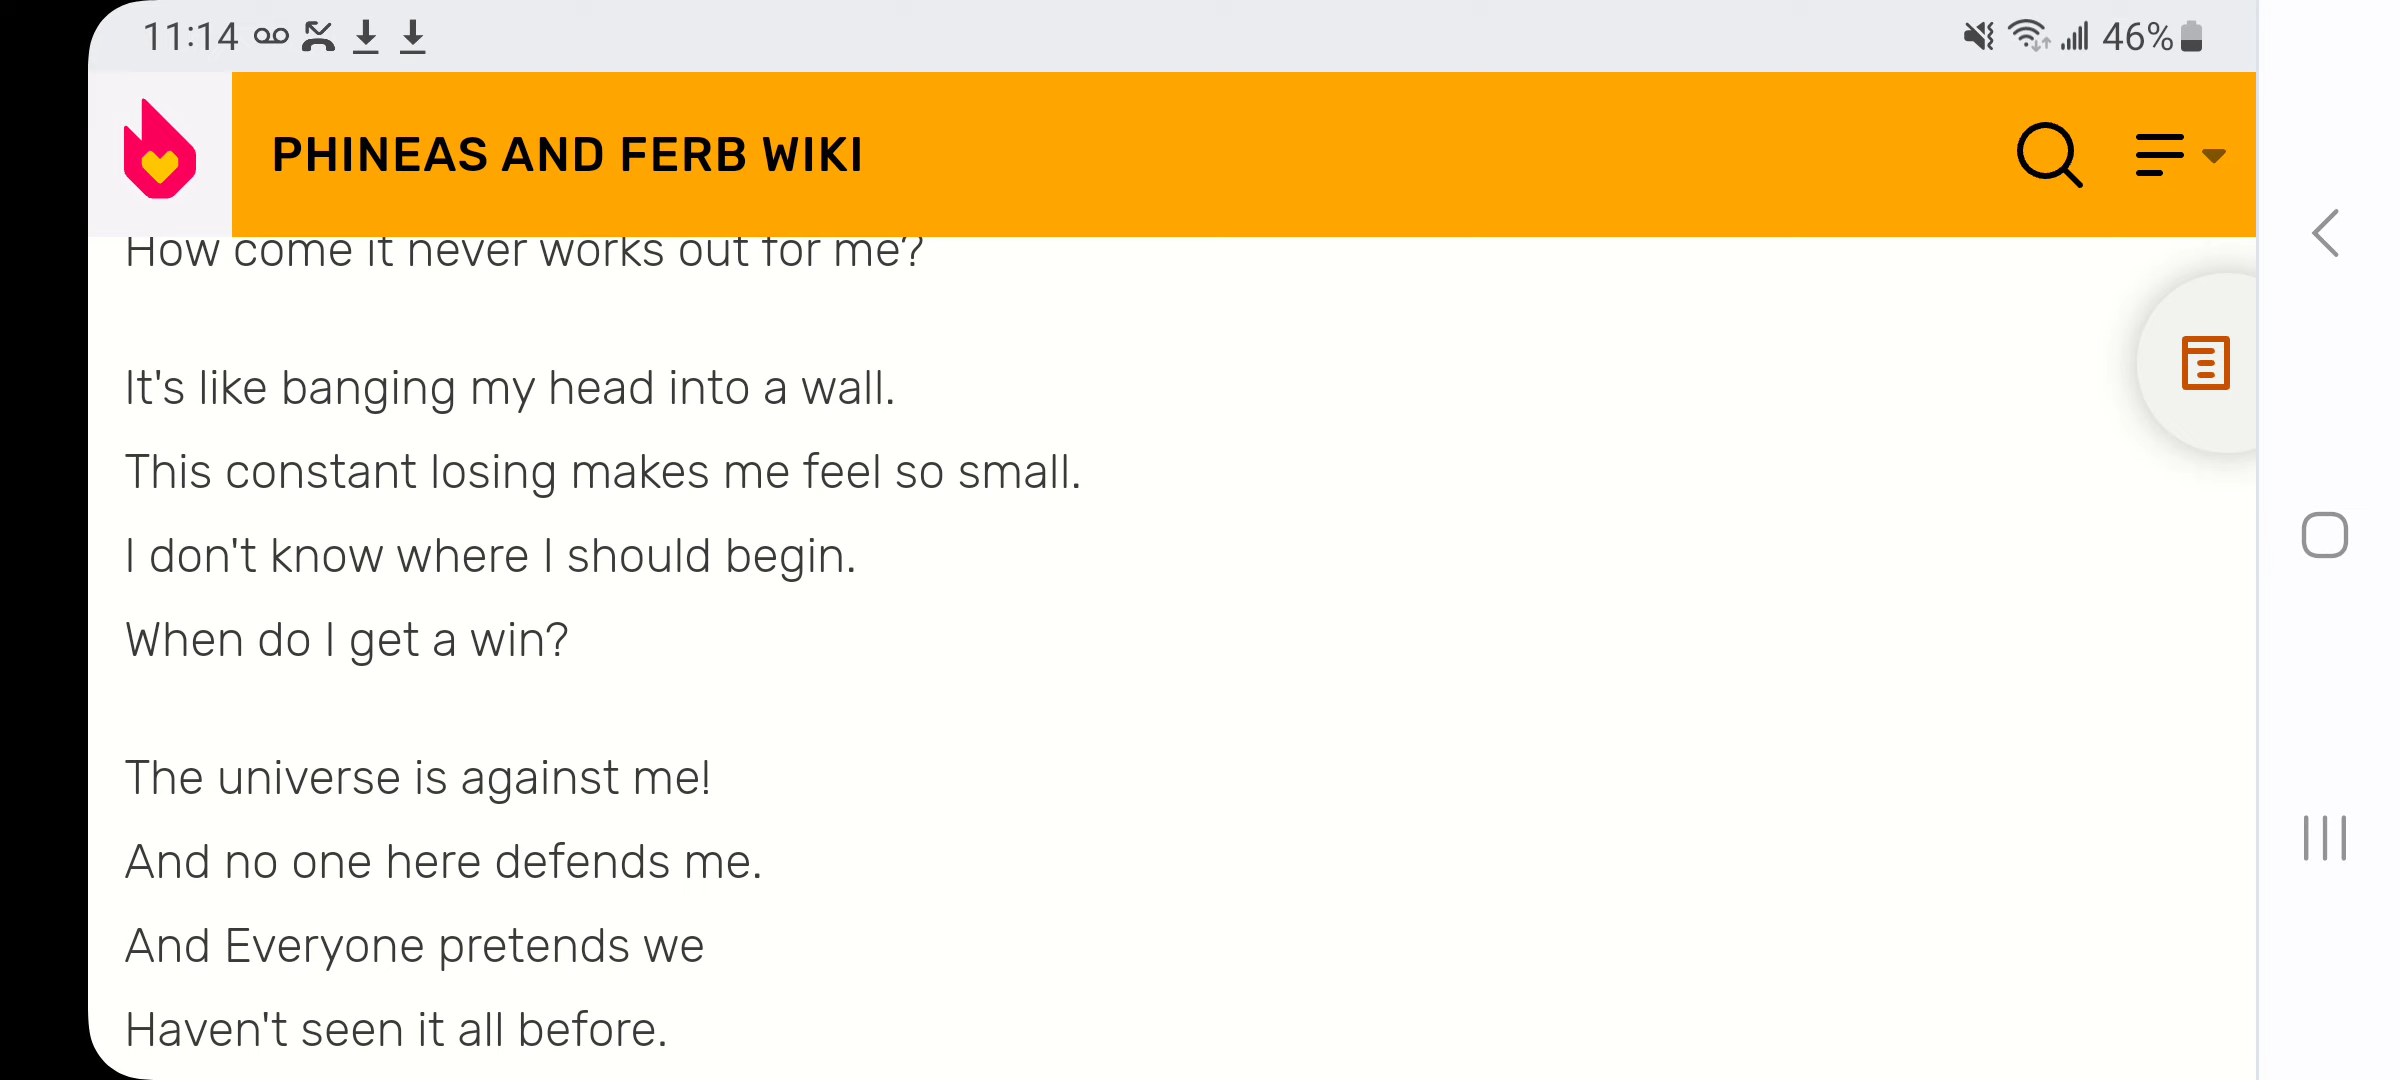 11:14
46%
PHINEAS AND FERB WIKI
How come it never works out for me?
It's like banging my head into a wall.
This constant losing makes me feel so small.
I don't know where I should begin.
When do I get a win?
The universe is against me!
And no one here defends me.
And Everyone pretends we
Haven't seen it all before.